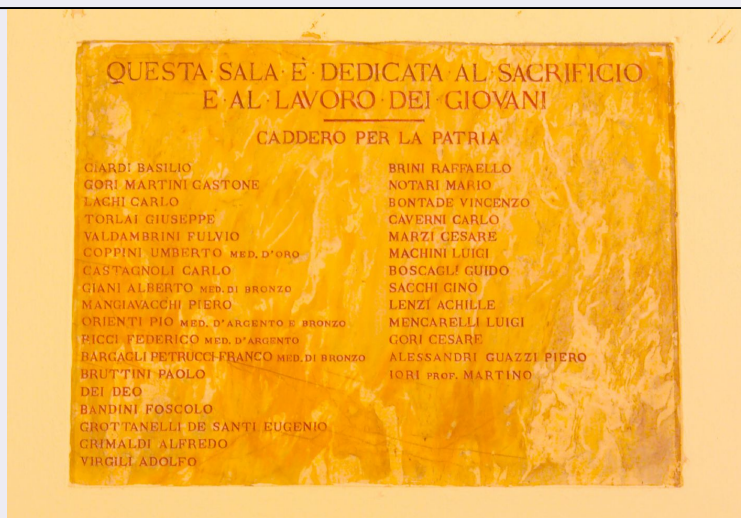 QUESTA·SALA·È·DEDICATA·AL·SACRIFICIO
E·AL·LAVORO·DEI·GIOVANI
CADDERO PER LA PATRIA
CIARDI BASILIO
GORI MARTINI GASTONE
LAGHI CARLO
TORLAI GIUSEPPE
VALDAMBRINI FULVIO
COPPINI UMBERTO MED. D'ORO
CASTAGNOLI CARLO
GIANI ALBERTO MED. DI BRONZO
MANGIAVACCHI PIERO
ORIENTI PIO MED. D'ARGENTO E BRONZO
RICCI FEDERICO MED. D'ARGENTO
BARGAGLI PETRUCCI FRANCO MED. DI BRONZO
BRUTTINI PAOLO
DEI DEO
BANDINI FOSCOLO
GROTTANELLI DE SANTI EUGENIO
GRIMALDI ALFREDO
VIRGILI ADOLFO
BRINI RAFFAELLO
NOTARI MARIO
BONTADE VINCENZO
CAVERNI CARLO
MARZI CESARE
MACHINI LUIGI
BOSCAGLI GUIDO
SACCHI GINO
LENZI ACHILLE
MENCARELLI LUIGI
GORI CESARE
ALESSANDRI GUAZZI PIERO
IORI PROF. MARTINO